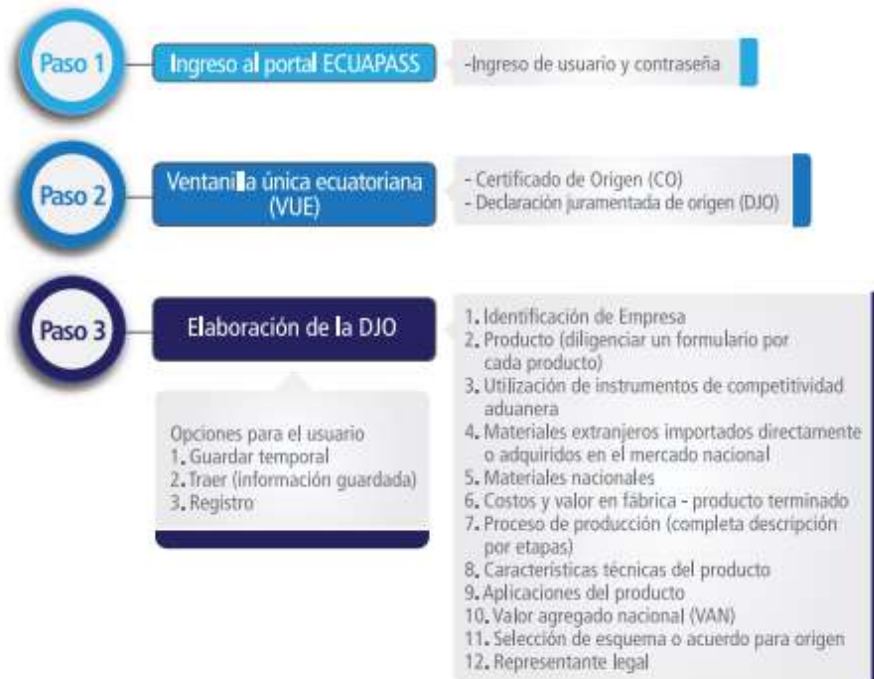 Paso 1
Ingreso al portal ECUAPASS
-Ingreso de usuario y contraseña
Paso 2
Ventanilla única ecuatoriana
(VUE)
- Certificado de Origen (CO)
- Declaración juramentada de origen (DJO)
Paso 3
Elaboración de la DJO
Opciones para el usuario
1. Guardar temporal
2. Traer (información guardada)
3. Registro
1. Identificación de Empresa
2. Producto (diligenciar un formulario por
cada producto)
3. Utilización de instrumentos de competitividad
aduanera
4. Materiales extranjeros importados directamente
o adquiridos en el mercado nacional
5. Materiales nacionales
6. Costos y valor en fábrica - producto terminado
7. Proceso de producción (completa descripción
por etapas)
8. Características técnicas del producto
9. Aplicaciones del producto
10. Valor agregado nacional (VAN)
11. Selección de esquema o acuerdo para origen
12. Representante legal